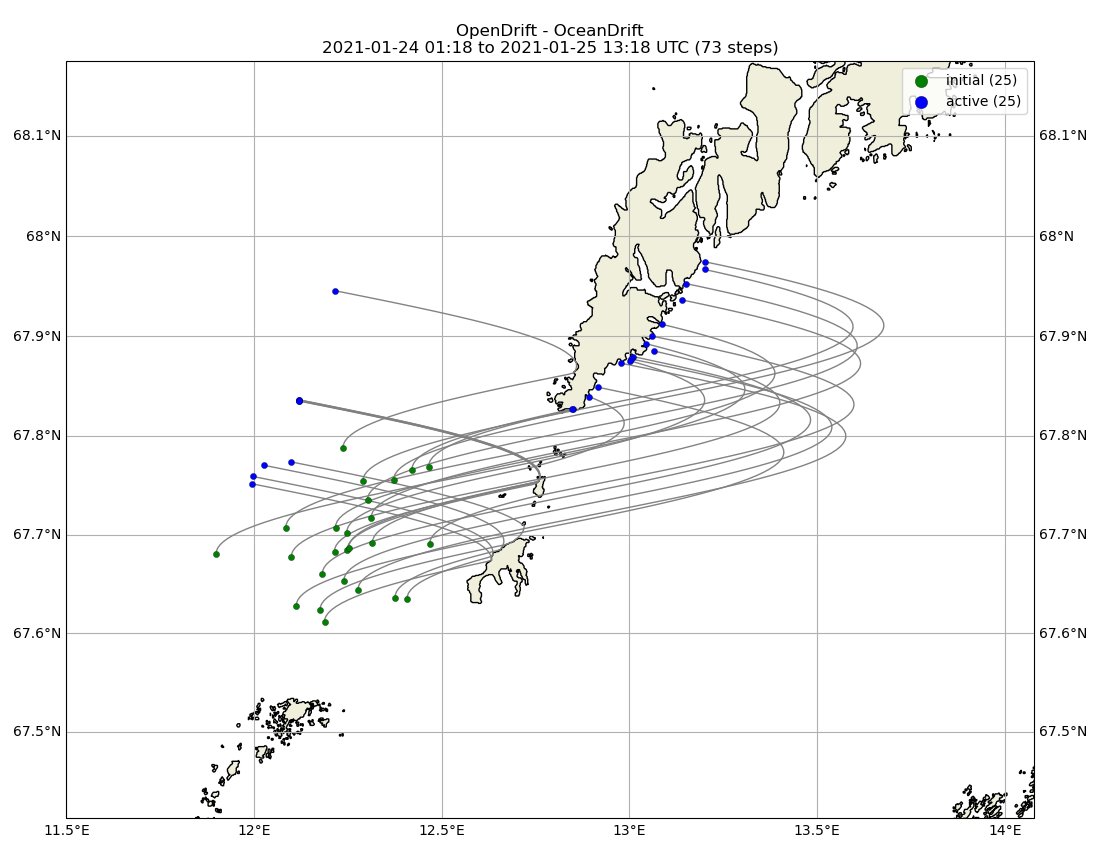 OpenDrift - OceanDrift
2021-01-24 01:18 to 2021-01-25 13:18 UTC (73 steps)
initial (25)
active (25)
68.1°N
68.1°N
68°N
68°N
67.9°N
67.9°N
67.8°N
67.8°N
67.7°N
67.7°N
67.6°N
67.6°N
67.5°N
67.5°N
11.5°E
12°E
12.5°E
13°E
13.5°E
14°E